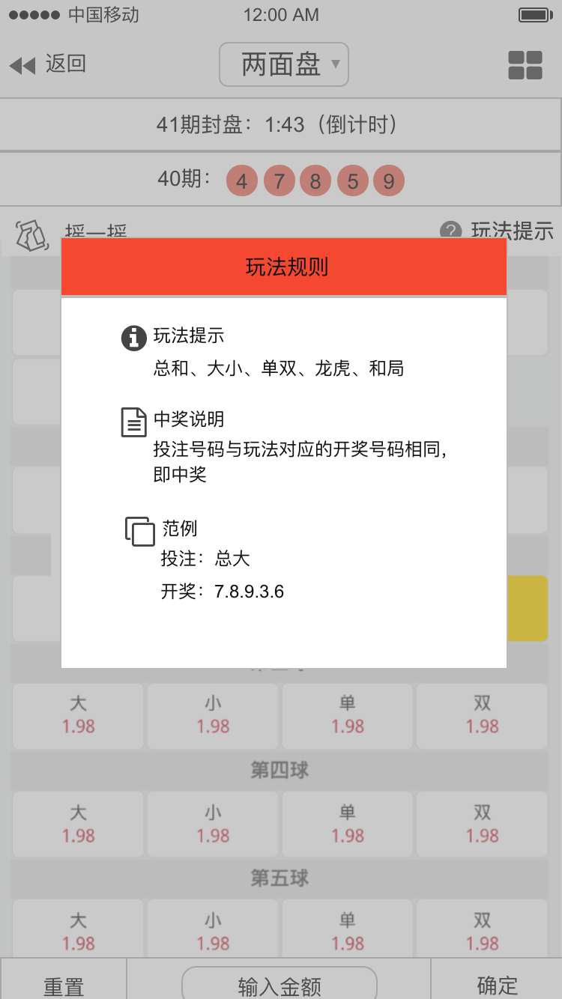 中国移动 12:00 AM
返回 两面盘
41期封盘：1:43（倒计时）
40期： 4 7 8 5 9
摇一摇 玩法提示
玩法规则
玩法提示
总和、大小、单双、龙虎、和局
中奖说明
投注号码与玩法对应的开奖号码相同，
即中奖
范例
投注：总大
开奖：7.8.9.3.6
大 小 单 双
1.98 1.98 1.98 1.98
第四球
大 小 单 双
1.98 1.98 1.98 1.98
第五球
大 小 单 双
1.98 1.98 1.98 1.98
重置 输入金额 确定